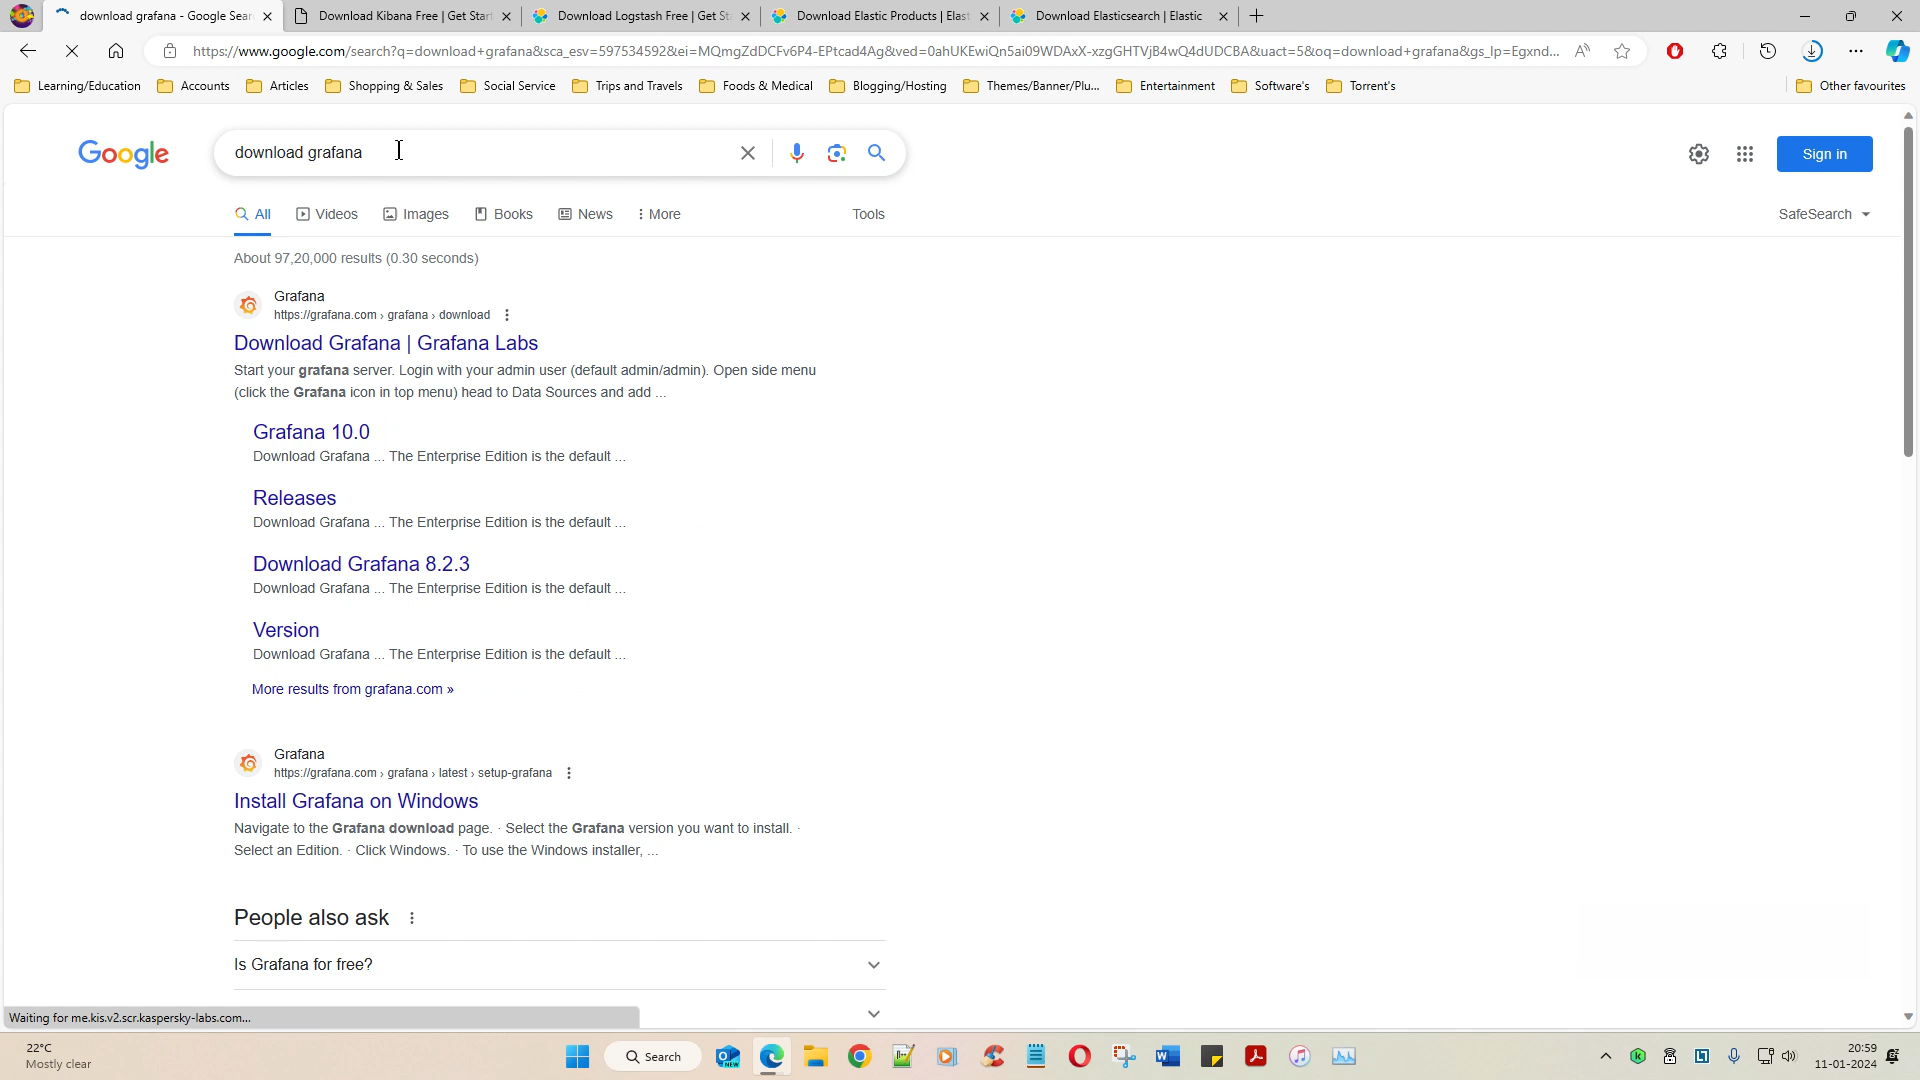 download grafana - Google Sear
Download Kibana Free | Get Start
Download Logstash Free | Get St
Download Elastic Products | Elast
Download Elasticsearch | Elastic
https://www.google.com/search?q=download+grafana&sca_esv=597534592&ei=MQmgZdDCFv6P4-EPtcad4Ag&ved=0ahUKEwiQn5ai09WDAxX-xzgGHTVjB4wQ4dUDCBA&uact=5&oq=download+grafana&gs_lp=Egxnd...
Learning/Education
Accounts
Articles
Shopping & Sales
Social Service
Trips and Travels
Foods & Medical
Blogging/Hosting
Themes/Banner/Plu...
Entertainment
Software's
Torrent's
Other favourites
Google
download grafana
Sign in
All
Videos
Images
Books
News
More
Tools
SafeSearch
About 97,20,000 results (0.30 seconds)
Grafana
https://grafana.com › grafana › download
Download Grafana | Grafana Labs
Start your grafana server. Login with your admin user (default admin/admin). Open side menu
(click the Grafana icon in top menu) head to Data Sources and add ...
Grafana 10.0
Download Grafana ... The Enterprise Edition is the default ...
Releases
Download Grafana ... The Enterprise Edition is the default ...
Download Grafana 8.2.3
Download Grafana ... The Enterprise Edition is the default ...
Version
Download Grafana ... The Enterprise Edition is the default ...
More results from grafana.com »
Grafana
https://grafana.com › grafana › latest › setup-grafana
Install Grafana on Windows
Navigate to the Grafana download page. · Select the Grafana version you want to install. ·
Select an Edition. · Click Windows. · To use the Windows installer, ...
People also ask
Is Grafana for free?
Waiting for me.kis.v2.scr.kaspersky-labs.com...
22°C
Mostly clear
Search
20:59
11-01-2024